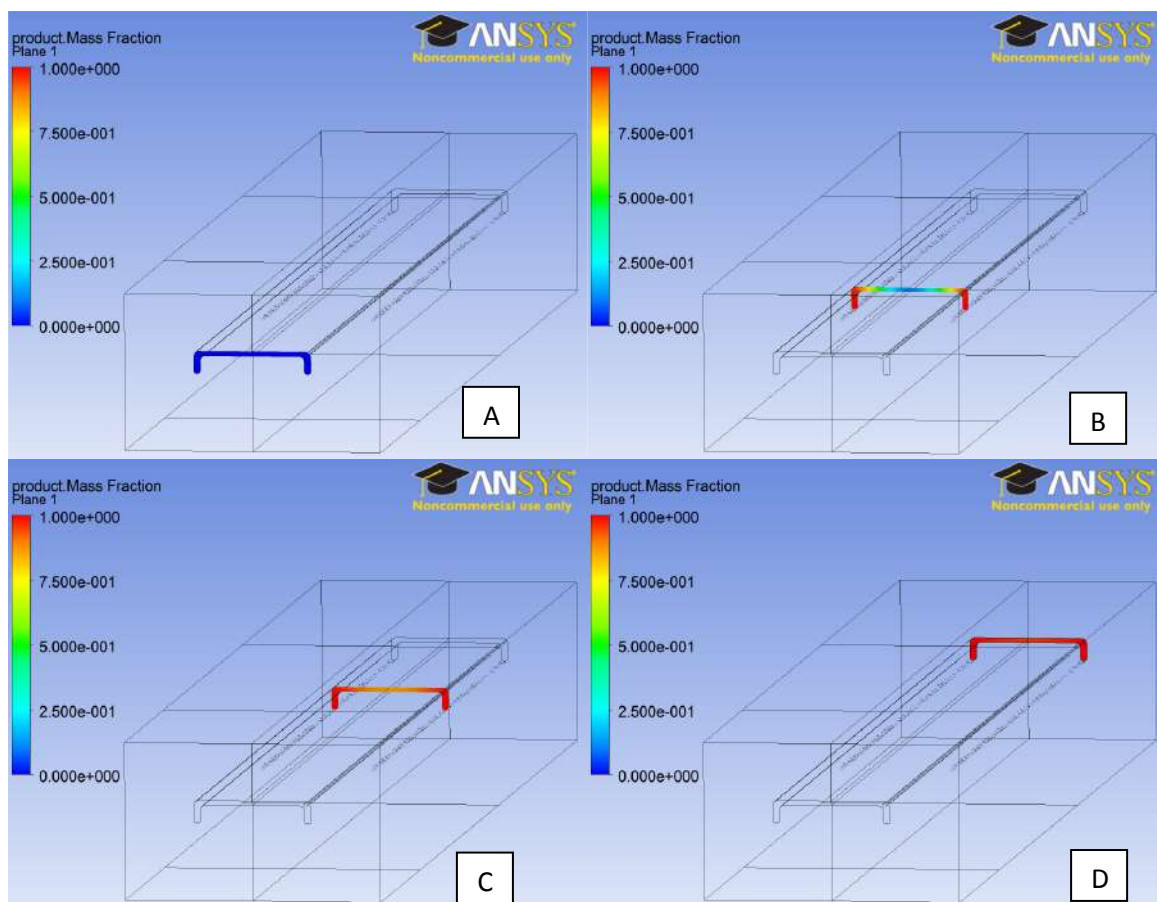 product.Mass Fraction
Plane 1
ANSYS
Noncommercial use only
1.000e+000
7.500e-001
5.000e-001
2.500e-001
0.000e+000
A
product.Mass Fraction
Plane 1
ANSYS
Noncommercial use only
1.000e+000
7.500e-001
5.000e-001
2.500e-001
0.000e+000
B
product.Mass Fraction
Plane 1
ANSYS
Noncommercial use only
1.000e+000
7.500e-001
5.000e-001
2.500e-001
0.000e+000
C
product.Mass Fraction
Plane 1
ANSYS
Noncommercial use only
1.000e+000
7.500e-001
5.000e-001
2.500e-001
0.000e+000
D